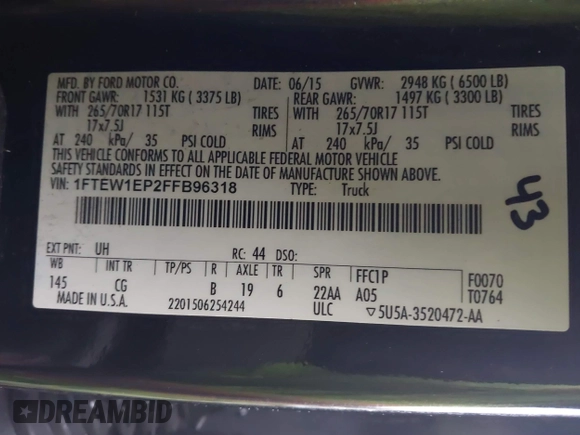 MFD. BY FORD MOTOR CO. DATE: 06/15 GVWR: 2948 KG ( 6500 LB)
FRONT GAWR: 1531 KG ( 3375 LB) REAR GAWR: 1497 KG ( 3300 LB)
WITH 265/70R17 115T TIRES WITH 265/70R17 115T TIRES
17x7.5J RIMS 17x7.5J RIMS
AT 240 kPa/ 35 PSI COLD AT 240 kPa/ 35 PSI COLD
THIS VEHICLE CONFORMS TO ALL APPLICABLE FEDERAL MOTOR VEHICLE
SAFETY STANDARDS IN EFFECT ON THE DATE OF MANUFACTURE SHOWN ABOVE.
VIN: 1FTEW1EP2FFB96318 TYPE: Truck
43
EXT PNT: UH RC: 44 DSO:
WB INT TR TP/PS R AXLE TR SPR FFC1P F0070
145 CG B 19 6 22AA A05 T0764
MADE IN U.S.A. 2201506254244 ULC ▽5U5A-3520472-AA
DREAMBID